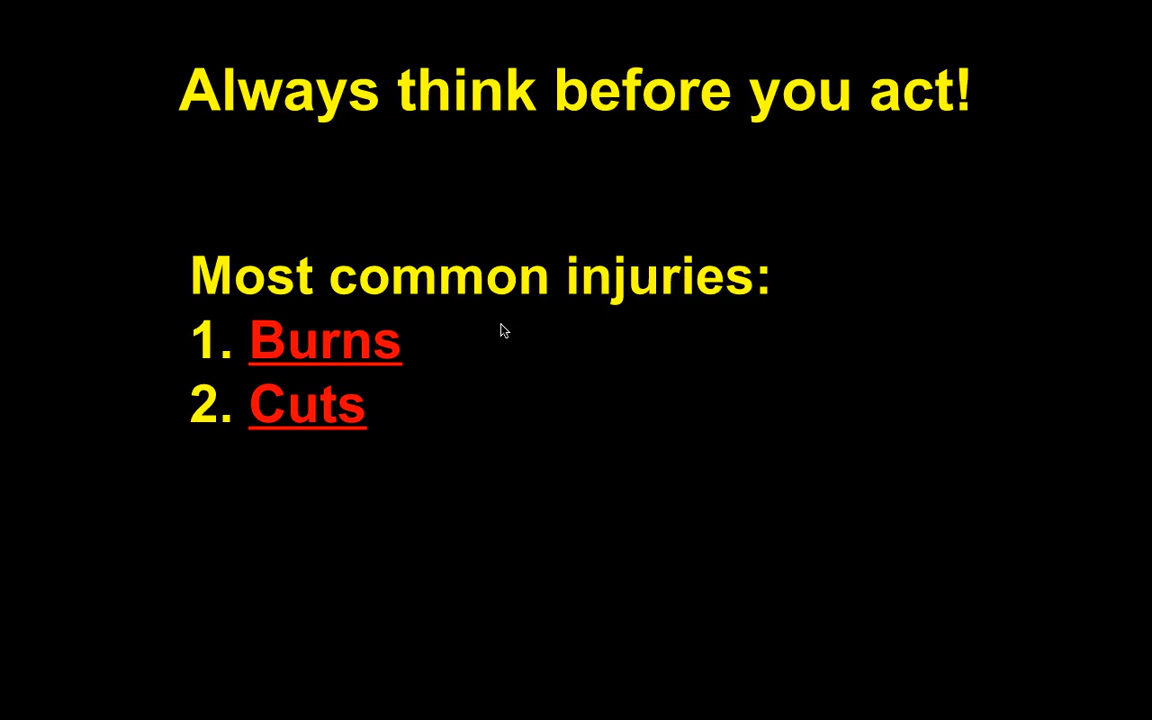 Always think before you act!
Most common injuries:
1. Burns
2. Cuts